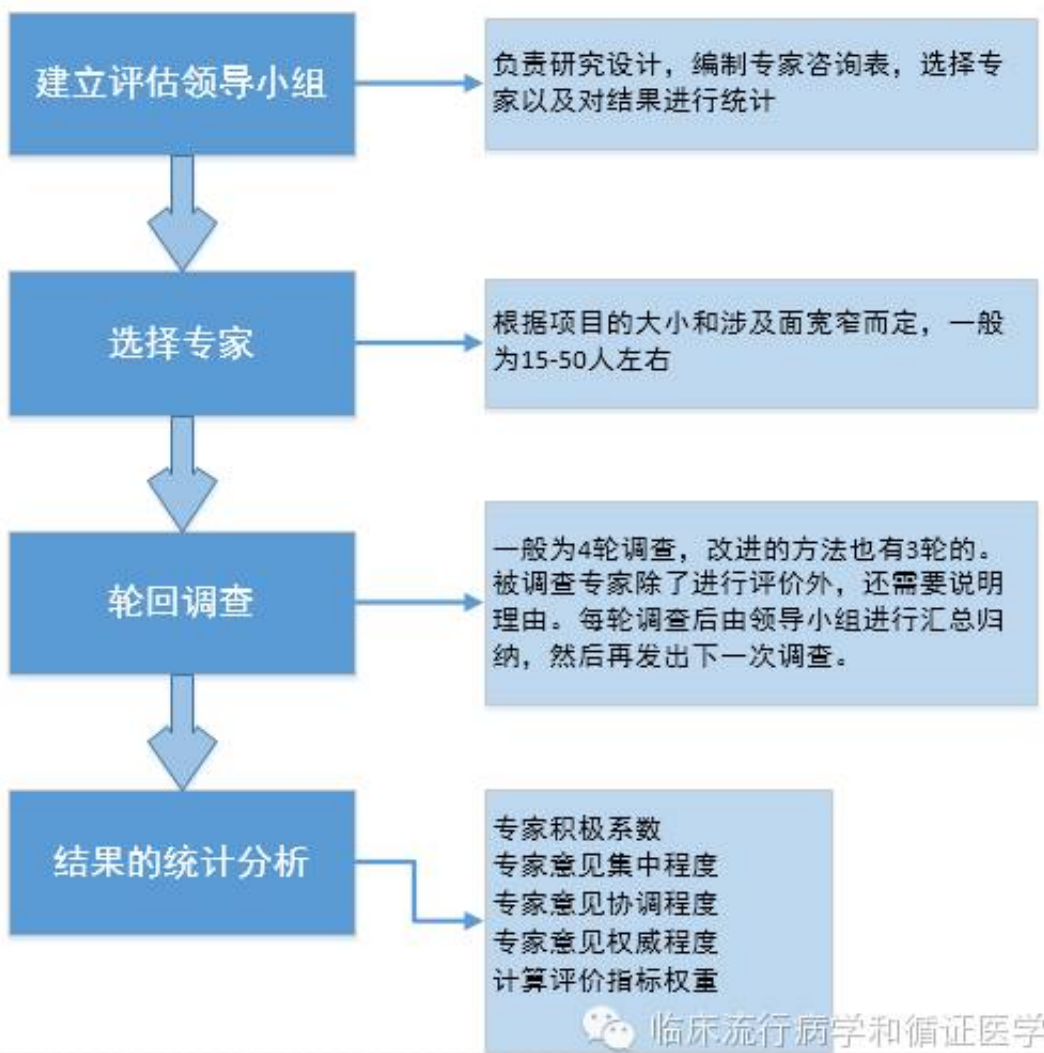 建立评估领导小组
负责研究设计，编制专家咨询表，选择专
家以及对结果进行统计
选择专家
根据项目的大小和涉及面宽窄而定，一般
为15-50人左右
轮回调查
一般为4轮调查，改进的方法也有3轮的。
被调查专家除了进行评价外，还需要说明
理由。每轮调查后由领导小组进行汇总归
纳，然后再发出下一次调查。
结果的统计分析
专家积极系数
专家意见集中程度
专家意见协调程度
专家意见权威程度
计算评价指标权重
临床流行病学和循证医学